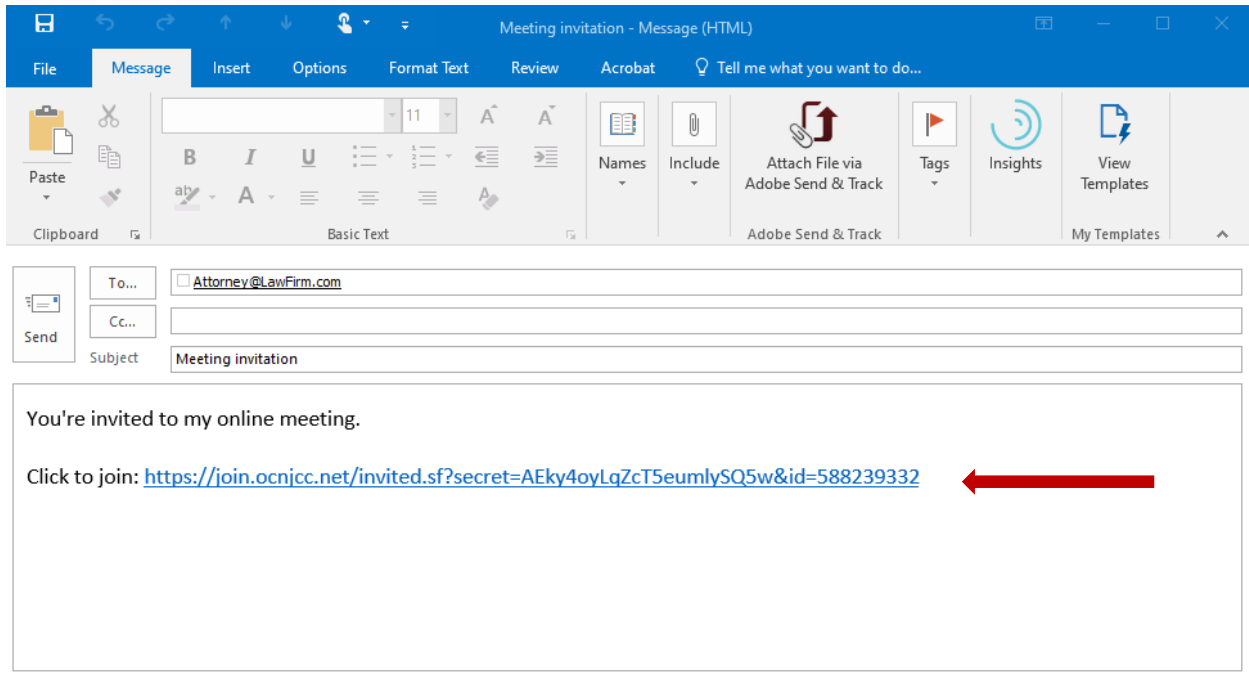 Meeting invitation - Message (HTML)
File Message Insert Options Format Text Review Acrobat Tell me what you want to do...
11 A A
B I U
ab A
Paste
Names
Include
Attach File via
Adobe Send & Track
Tags
Insights
View
Templates
Clipboard Basic Text Adobe Send & Track My Templates
To... Attorney@LawFirm.com
Cc...
Send
Subject Meeting invitation
You're invited to my online meeting.
Click to join: https://join.ocnjcc.net/invited.sf?secret=AEky4oyLqZcT5eumlySQ5w&id=588239332